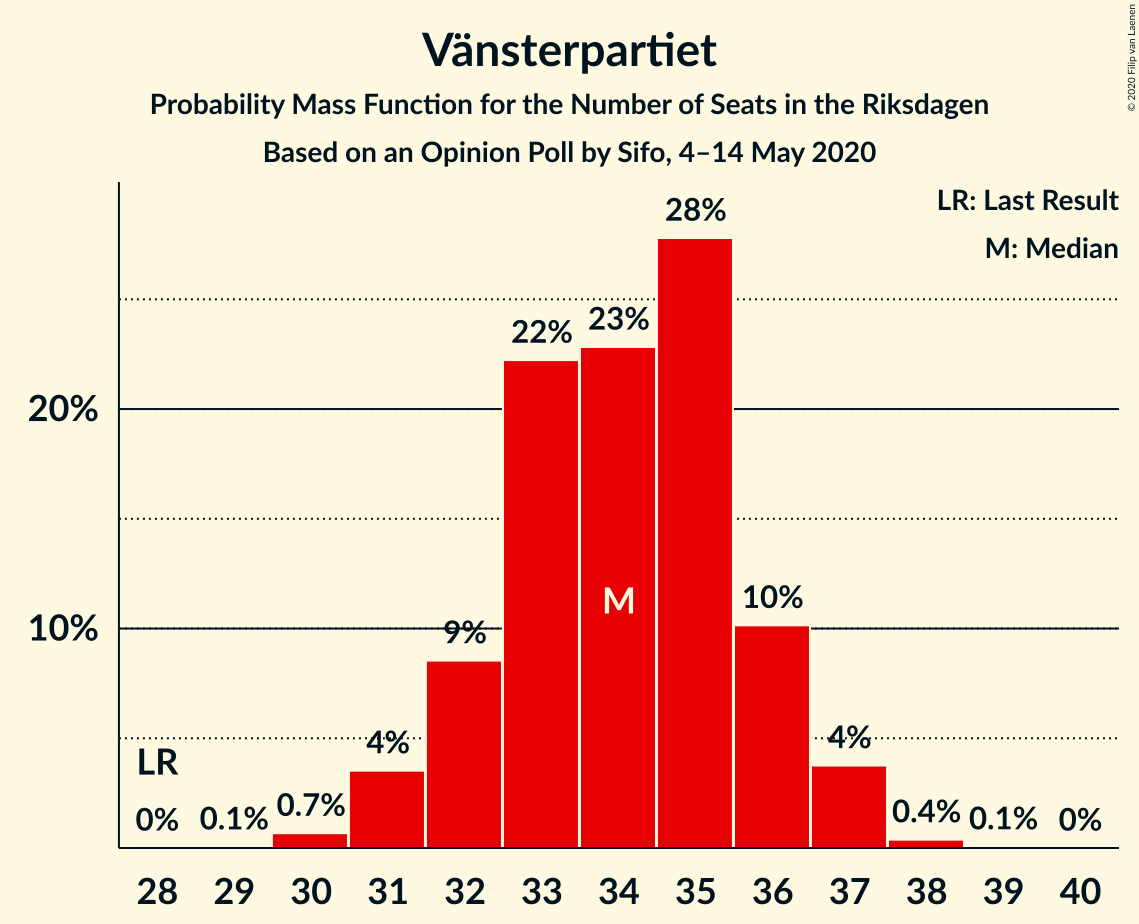 Vänsterpartiet
Probability Mass Function for the Number of Seats in the Riksdagen
Based on an Opinion Poll by Sifo, 4–14 May 2020
© 2020 Filip van Laenen
LR: Last Result
M: Median
28%
23%
22%
20%
M
10%
10%
9%
4%
4%
LR
0%
0.1%
0.7%
0.4%
0.1%
0%
28 29 30 31 32 33 34 35 36 37 38 39 40